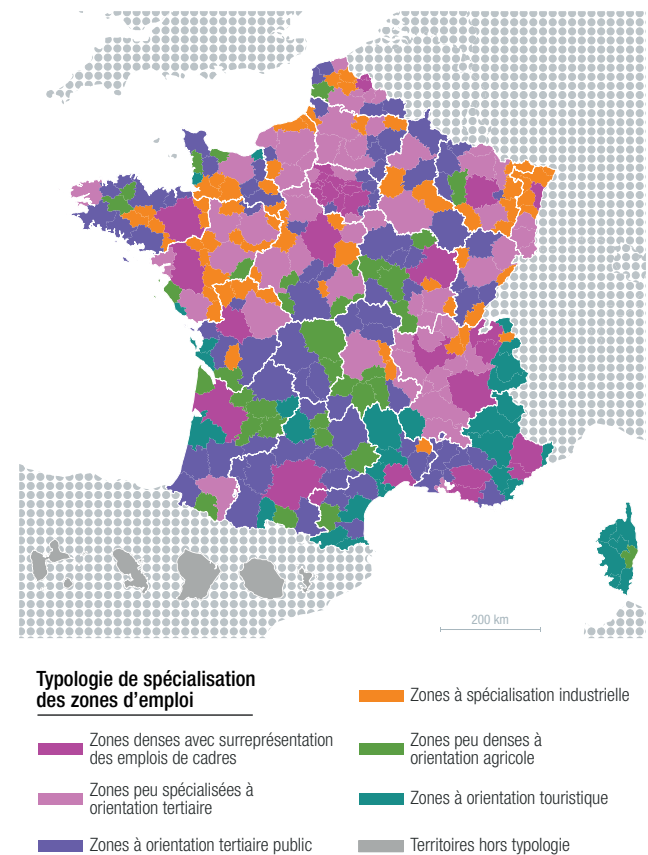 200 km
Typologie de spécialisation
des zones d’emploi
Zones denses avec surreprésentation
des emplois de cadres
Zones peu spécialisées à
orientation tertiaire
Zones à orientation tertiaire public
Zones à spécialisation industrielle
Zones peu denses à
orientation agricole
Zones à orientation touristique
Territoires hors typologie